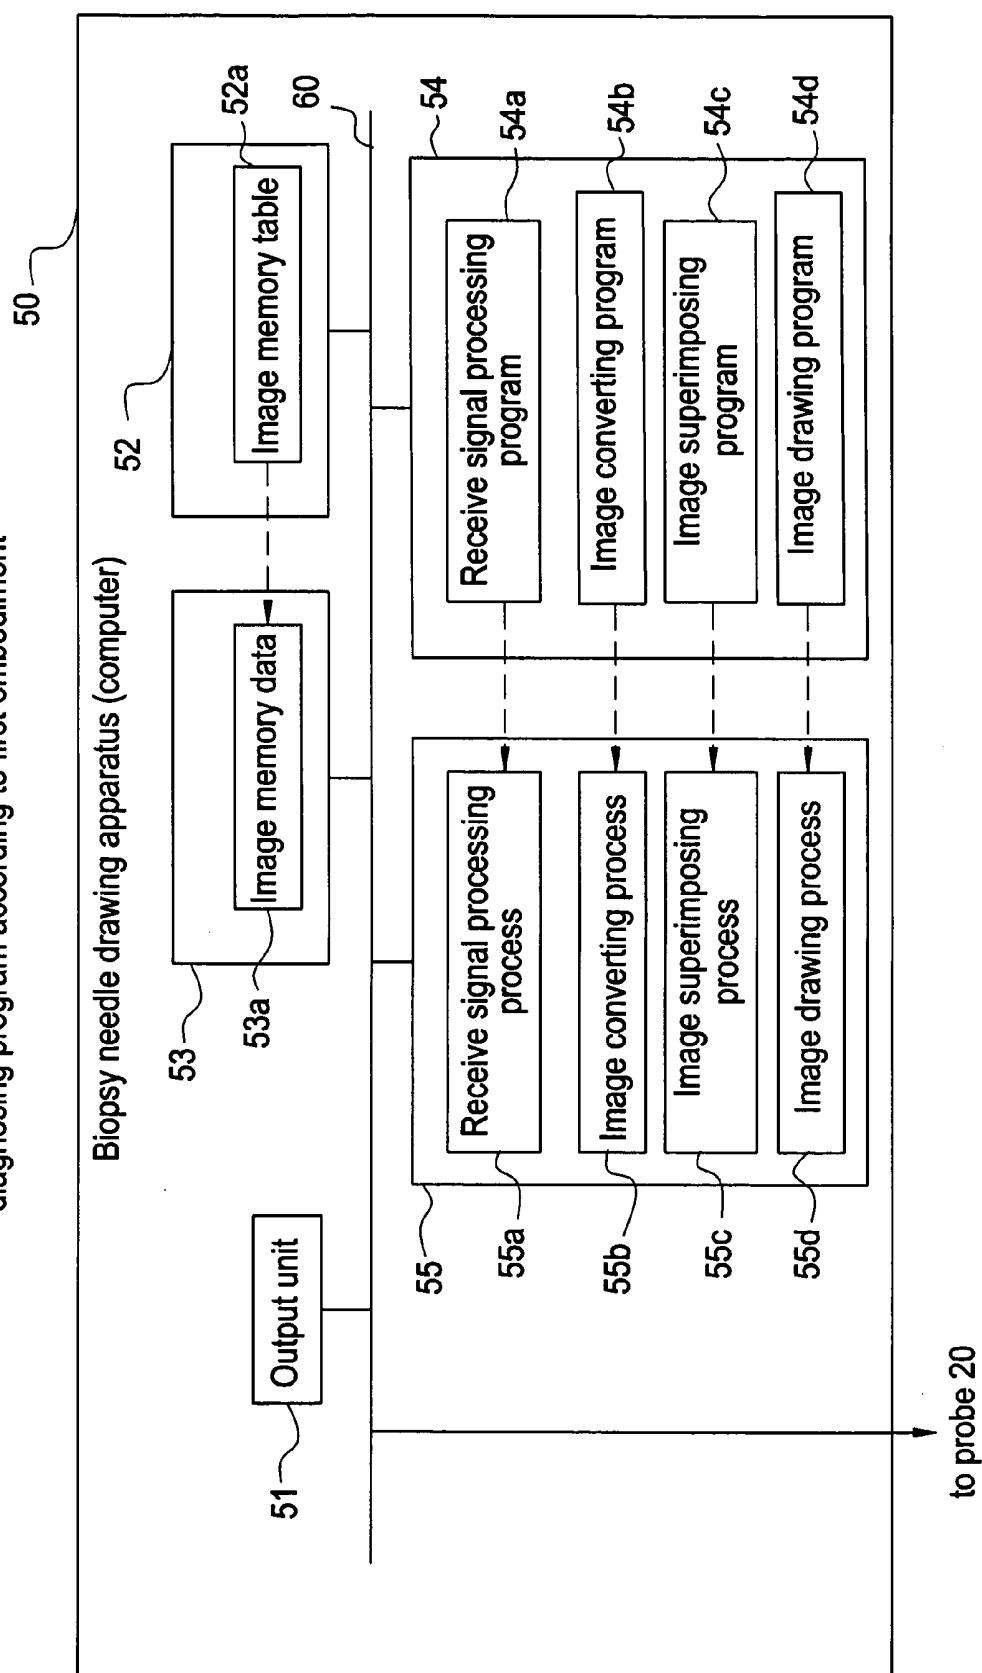 diagnosing program according to first embodiment
50
Biopsy needle drawing apparatus (computer)
52
52a
Image memory table
60
53
53a
Image memory data
51
Output unit
54
54a
Receive signal processing
program
54b
Image converting program
54c
Image superimposing
program
54d
Image drawing program
55
55a
Receive signal processing
process
55b
Image converting process
55c
Image superimposing
process
55d
Image drawing process
to probe 20